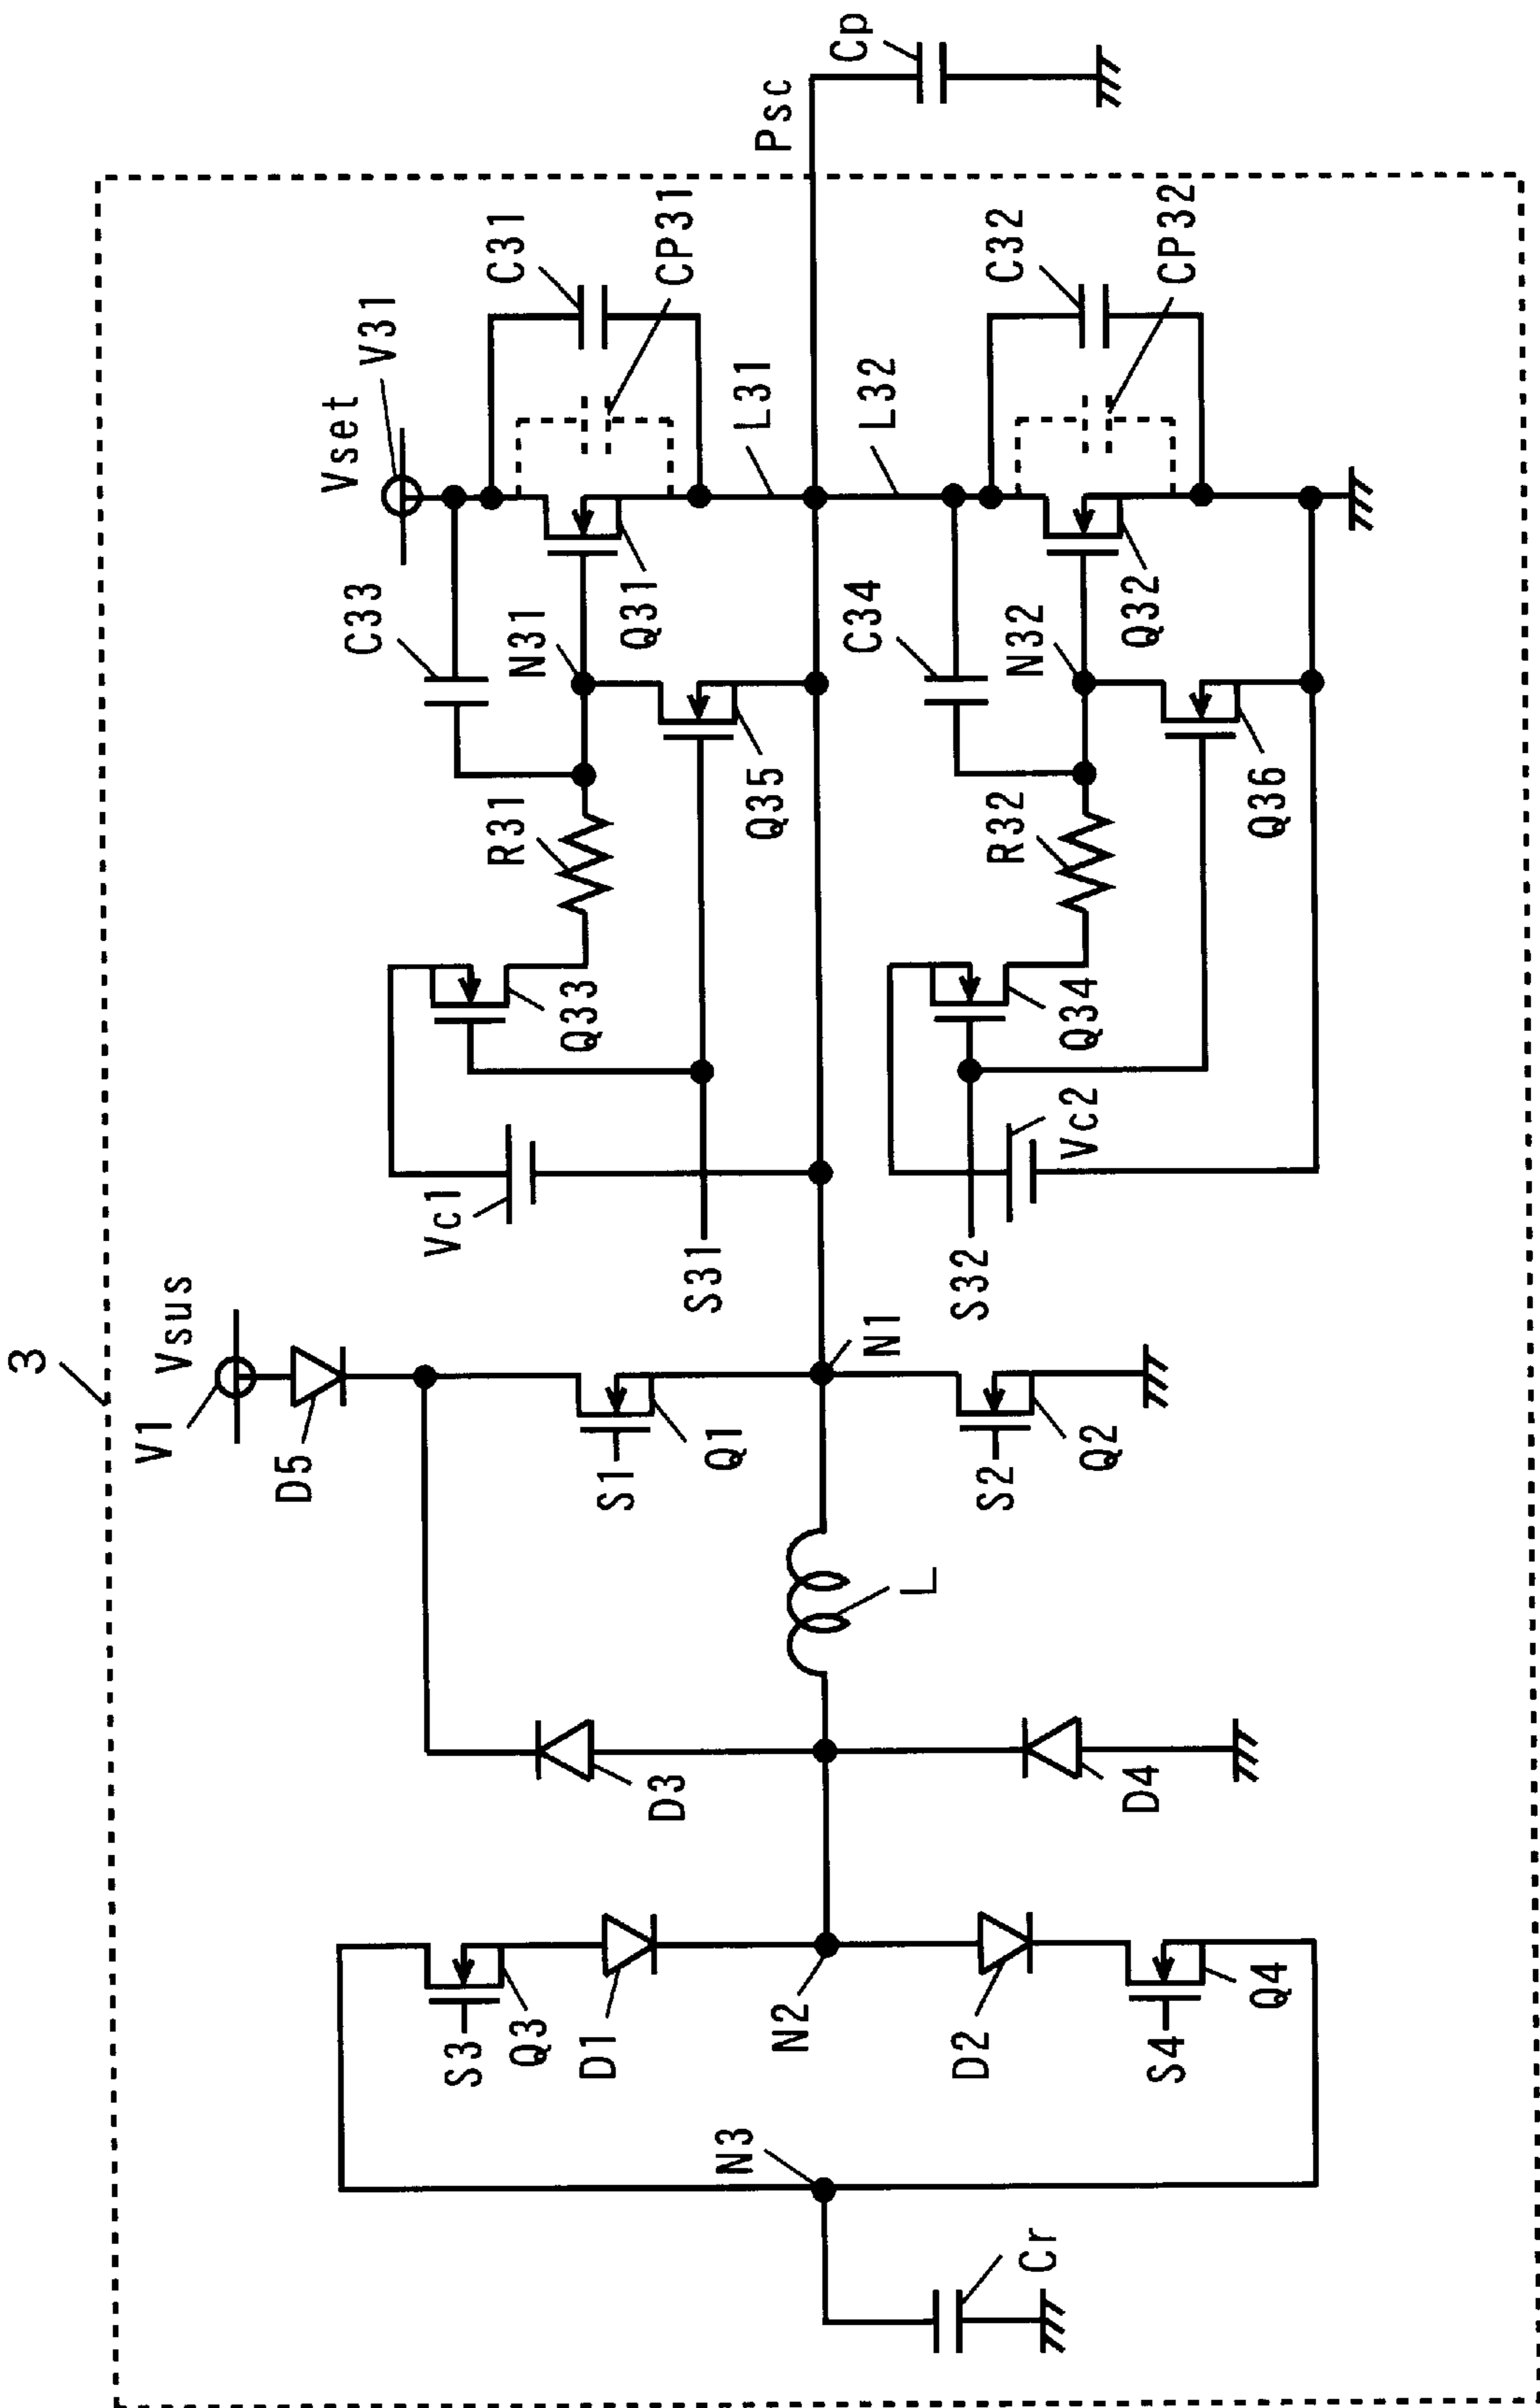 3
V1
Vsus
D5
Vset
V31
C33
C31
CP31
N31
Q31
R31
Q33
Q35
Vc1
S31
L31
Psc
Cp
S1
Q1
N1
L
S2
Q2
D3
D4
S3
Q3
D1
N2
D2
S4
Q4
N3
Cr
L32
C34
C32
CP32
N32
Q32
R32
Q34
Q36
Vc2
S32